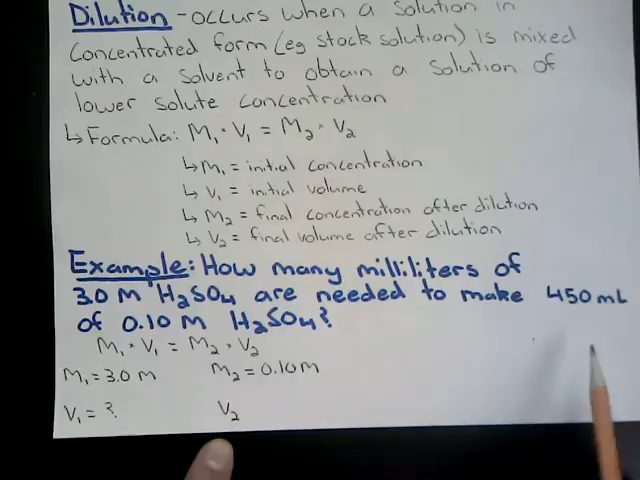 Dilution - occurs when a solution in
concentrated form (eg stock solution) is mixed
with a solvent to obtain a solution of
lower solute concentration
↳ Formula: M₁ · V₁ = M₂ · V₂
↳ M₁ = initial concentration
↳ V₁ = initial volume
↳ M₂ = final concentration after dilution
↳ V₂ = final volume after dilution
Example: How many milliliters of
3.0 M H₂SO₄ are needed to make 450 mL
of 0.10 M H₂SO₄?
M₁ · V₁ = M₂ · V₂
M₁ = 3.0 M M₂ = 0.10 M
V₁ = ? V₂